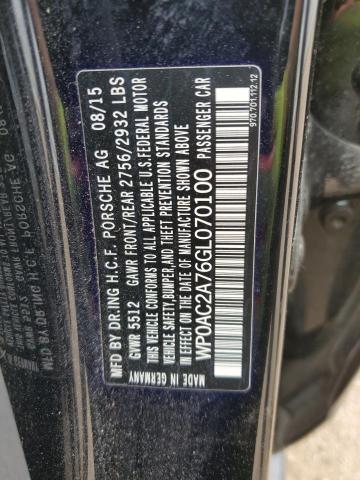 MFD BY DR.ING H.C.F. PORSCHE AG 08/15
GVWR 5512 GAWR FRONT/REAR 2756/2932 LBS
THIS VEHICLE CONFORMS TO ALL APPLICABLE U.S.FEDERAL MOTOR
VEHICLE SAFETY,BUMPER,AND THEFT PREVENTION STANDARDS
IN EFFECT ON THE DATE OF MANUFACTURE SHOWN ABOVE.
WP0AC2A76GL070100 PASSENGER CAR
MADE IN GERMANY
970.701.112.12